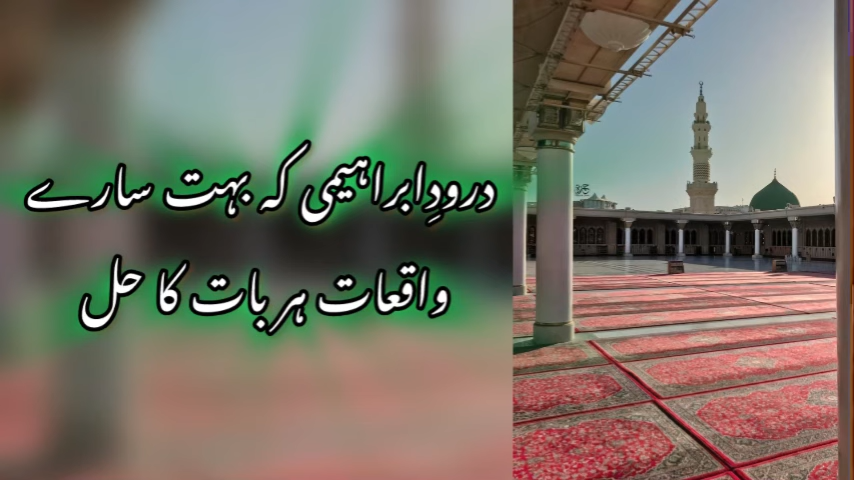 درودِابراہیمی کہ بہت سارے
واقعات ہر بات کا حل